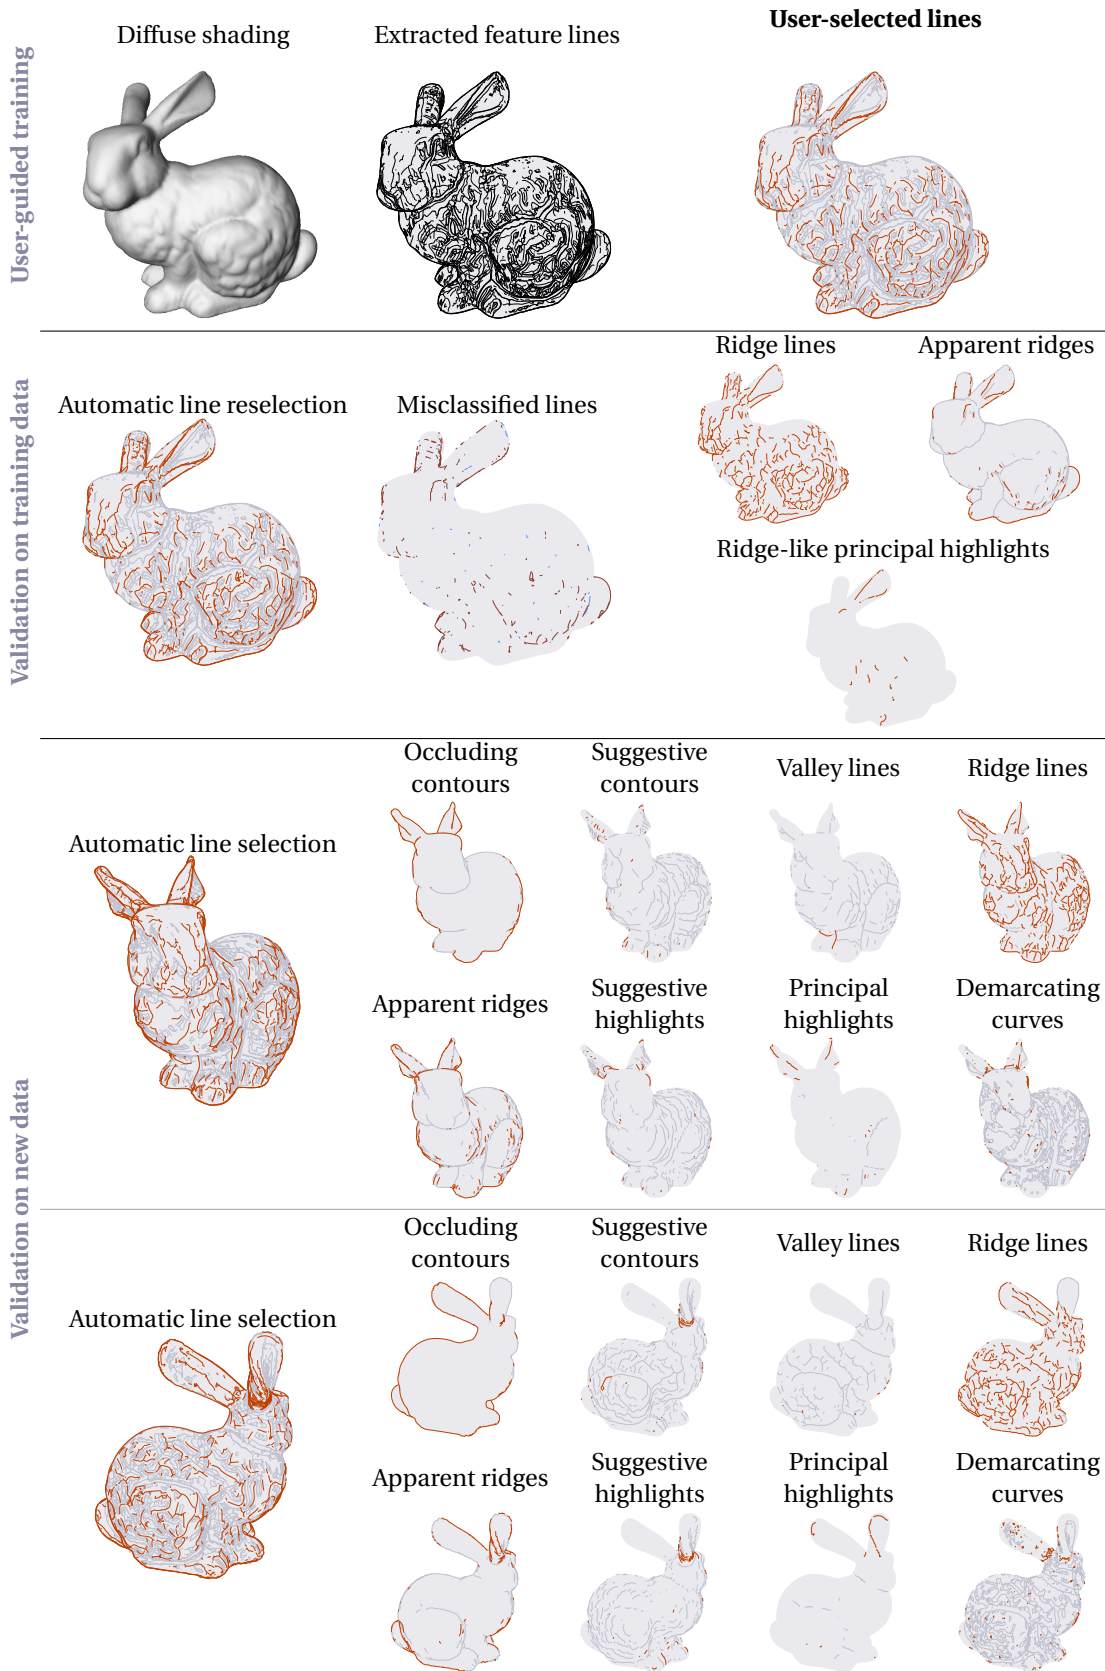 User-guided training
Diffuse shading
Extracted feature lines
User-selected lines
Validation on training data
Automatic line reselection
Misclassified lines
Ridge lines
Apparent ridges
Ridge-like principal highlights
Validation on new data
Automatic line selection
Occluding
contours
Suggestive
contours
Valley lines
Ridge lines
Apparent ridges
Suggestive
highlights
Principal
highlights
Demarcating
curves
Automatic line selection
Occluding
contours
Suggestive
contours
Valley lines
Ridge lines
Apparent ridges
Suggestive
highlights
Principal
highlights
Demarcating
curves